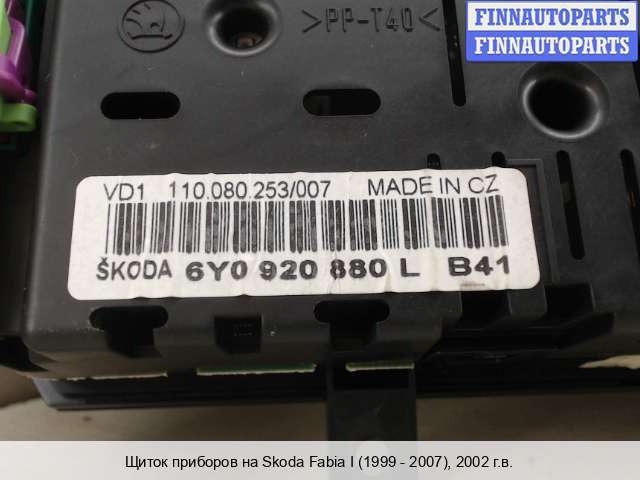 >PP-T40<
FINNAUTOPARTS
FINNAUTOPARTS
VD1 110.080.253/007 MADE IN CZ
ŠKODA 6Y0 920 880 L B41
Щиток приборов на Skoda Fabia I (1999 - 2007), 2002 г.в.